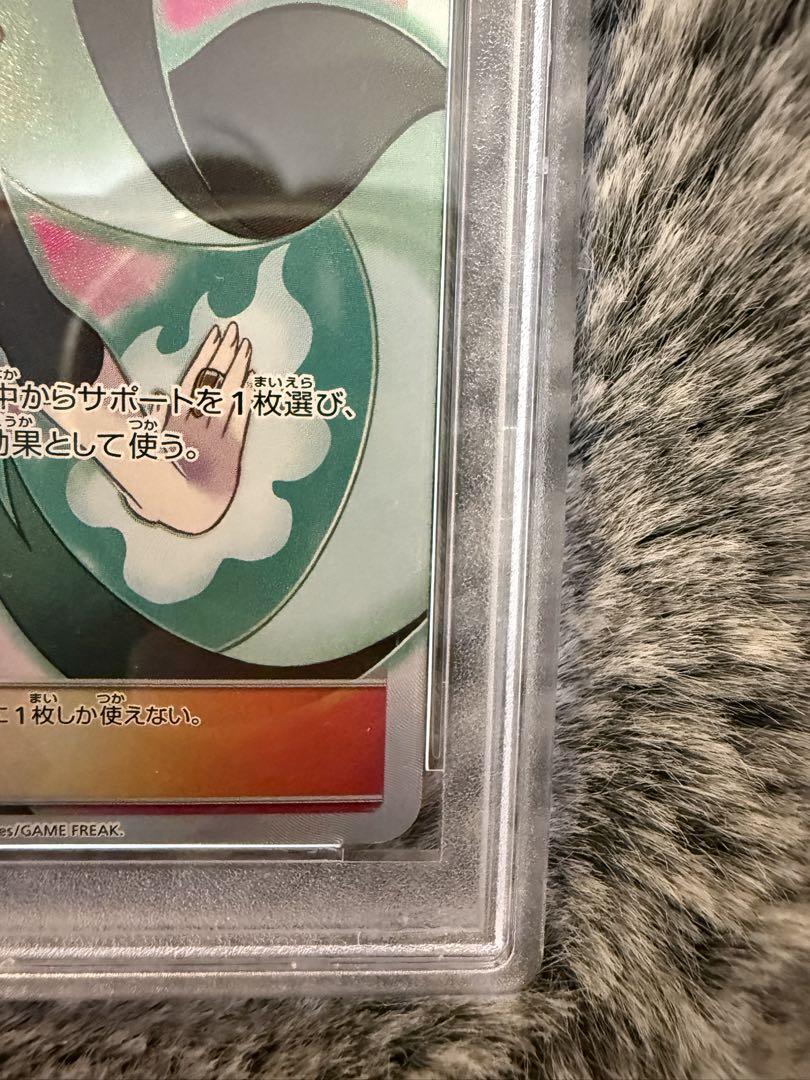 中からサポートを1枚選び、
効果として使う。
に1枚しか使えない。
es/GAME FREAK.